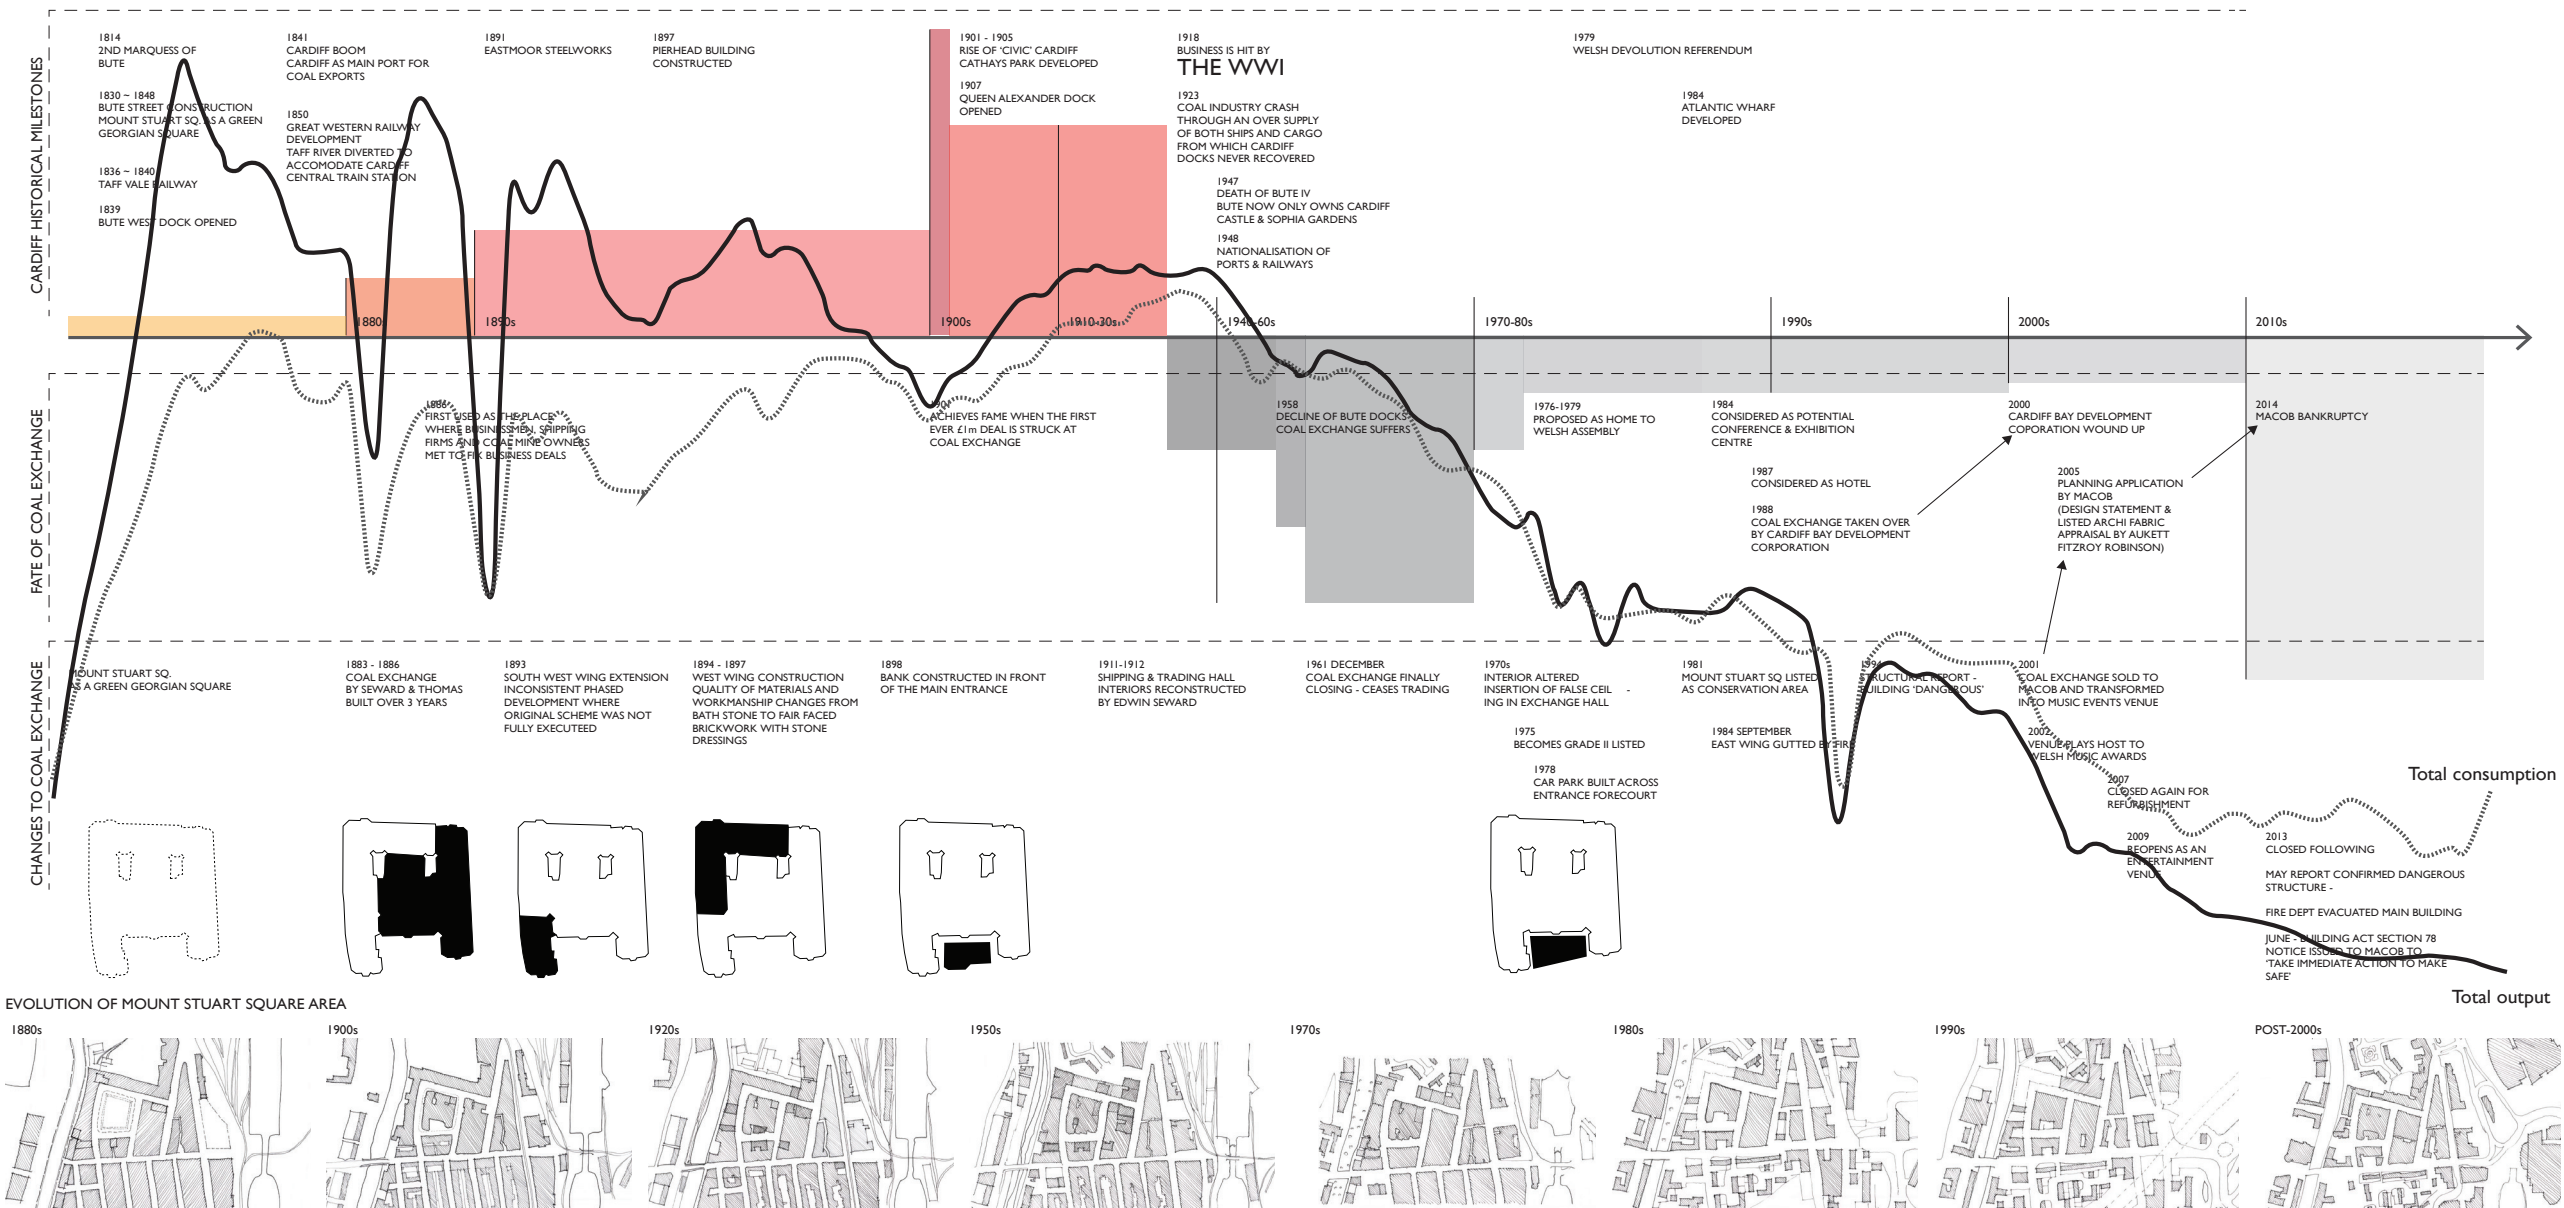 CARDIFF HISTORICAL MILESTONES
1814
2ND MARQUESS OF
BUTE
1830 ~ 1848
BUTE STREET CONSTRUCTION
MOUNT STUART SQ. AS A GREEN
GEORGIAN SQUARE
1836 ~ 1840
TAFF VALE RAILWAY
1839
BUTE WEST DOCK OPENED
1841
CARDIFF BOOM
CARDIFF AS MAIN PORT FOR
COAL EXPORTS
1850
GREAT WESTERN RAILWAY
DEVELOPMENT
TAFF RIVER DIVERTED TO
ACCOMODATE CARDIFF
CENTRAL TRAIN STATION
1891
EASTMOOR STEELWORKS
1897
PIERHEAD BUILDING
CONSTRUCTED
1901 - 1905
RISE OF ‘CIVIC’ CARDIFF
CATHAYS PARK DEVELOPED
1907
QUEEN ALEXANDER DOCK
OPENED
1918
BUSINESS IS HIT BY
THE WWI
1923
COAL INDUSTRY CRASH
THROUGH AN OVER SUPPLY
OF BOTH SHIPS AND CARGO
FROM WHICH CARDIFF
DOCKS NEVER RECOVERED
1947
DEATH OF BUTE IV
BUTE NOW ONLY OWNS CARDIFF
CASTLE & SOPHIA GARDENS
1948
NATIONALISATION OF
PORTS & RAILWAYS
1979
WELSH DEVOLUTION REFERENDUM
1984
ATLANTIC WHARF
DEVELOPED
1880s
1890s
1900s
1910-30s
1940-60s
1970-80s
1990s
2000s
2010s
FATE OF COAL EXCHANGE
1886
FIRST USED AS THE PLACE
WHERE BUSINESSMEN, SHIPPING
FIRMS AND COAL MINE OWNERS
MET TO FIX BUSINESS DEALS
1901
ACHIEVES FAME WHEN THE FIRST
EVER £1m DEAL IS STRUCK AT
COAL EXCHANGE
1958
DECLINE OF BUTE DOCKS
COAL EXCHANGE SUFFERS
1976-1979
PROPOSED AS HOME TO
WELSH ASSEMBLY
1984
CONSIDERED AS POTENTIAL
CONFERENCE & EXHIBITION
CENTRE
1987
CONSIDERED AS HOTEL
1988
COAL EXCHANGE TAKEN OVER
BY CARDIFF BAY DEVELOPMENT
CORPORATION
2000
CARDIFF BAY DEVELOPMENT
COPORATION WOUND UP
2005
PLANNING APPLICATION
BY MACOB
(DESIGN STATEMENT &
LISTED ARCHI FABRIC
APPRAISAL BY AUKETT
FITZROY ROBINSON)
2014
MACOB BANKRUPTCY
CHANGES TO COAL EXCHANGE
MOUNT STUART SQ.
AS A GREEN GEORGIAN SQUARE
1883 - 1886
COAL EXCHANGE
BY SEWARD & THOMAS
BUILT OVER 3 YEARS
1893
SOUTH WEST WING EXTENSION
INCONSISTENT PHASED
DEVELOPMENT WHERE
ORIGINAL SCHEME WAS NOT
FULLY EXECUTEED
1894 - 1897
WEST WING CONSTRUCTION
QUALITY OF MATERIALS AND
WORKMANSHIP CHANGES FROM
BATH STONE TO FAIR FACED
BRICKWORK WITH STONE
DRESSINGS
1898
BANK CONSTRUCTED IN FRONT
OF THE MAIN ENTRANCE
1911-1912
SHIPPING & TRADING HALL
INTERIORS RECONSTRUCTED
BY EDWIN SEWARD
1961 DECEMBER
COAL EXCHANGE FINALLY
CLOSING - CEASES TRADING
1970s
INTERIOR ALTERED
INSERTION OF FALSE CEIL -
ING IN EXCHANGE HALL
1975
BECOMES GRADE II LISTED
1978
CAR PARK BUILT ACROSS
ENTRANCE FORECOURT
1981
MOUNT STUART SQ LISTED
AS CONSERVATION AREA
1984 SEPTEMBER
EAST WING GUTTED BY FIRE
1994
STRUCTURAL REPORT -
BUILDING ‘DANGEROUS’
2001
COAL EXCHANGE SOLD TO
MACOB AND TRANSFORMED
INTO MUSIC EVENTS VENUE
2002
VENUE PLAYS HOST TO
WELSH MUSIC AWARDS
2007
CLOSED AGAIN FOR
REFURBISHMENT
2009
REOPENS AS AN
ENTERTAINMENT
VENUE
2013
CLOSED FOLLOWING
MAY REPORT CONFIRMED DANGEROUS
STRUCTURE -
FIRE DEPT EVACUATED MAIN BUILDING
JUNE - BUILDING ACT SECTION 78
NOTICE ISSUED TO MACOB TO
‘TAKE IMMEDIATE ACTION TO MAKE
SAFE’
Total consumption
Total output
EVOLUTION OF MOUNT STUART SQUARE AREA
1880s
1900s
1920s
1950s
1970s
1980s
1990s
POST-2000s